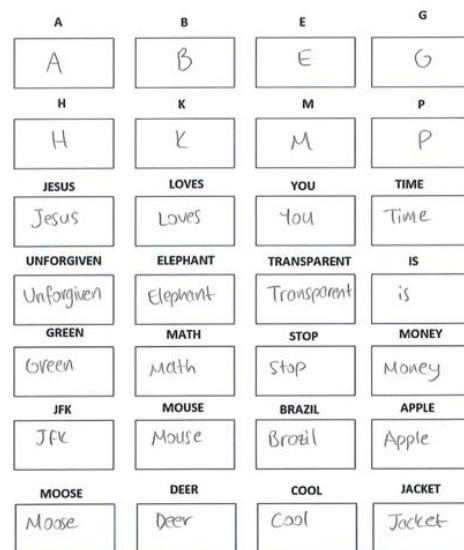 A B E G
A B E G
H K M P
H K M P
JESUS LOVES YOU TIME
Jesus Loves You Time
UNFORGIVEN ELEPHANT TRANSPARENT IS
Unforgiven Elephant Transparent is
GREEN MATH STOP MONEY
Green Math Stop Money
JFK MOUSE BRAZIL APPLE
JFK Mouse Brazil Apple
MOOSE DEER COOL JACKET
Moose Deer Cool Jacket